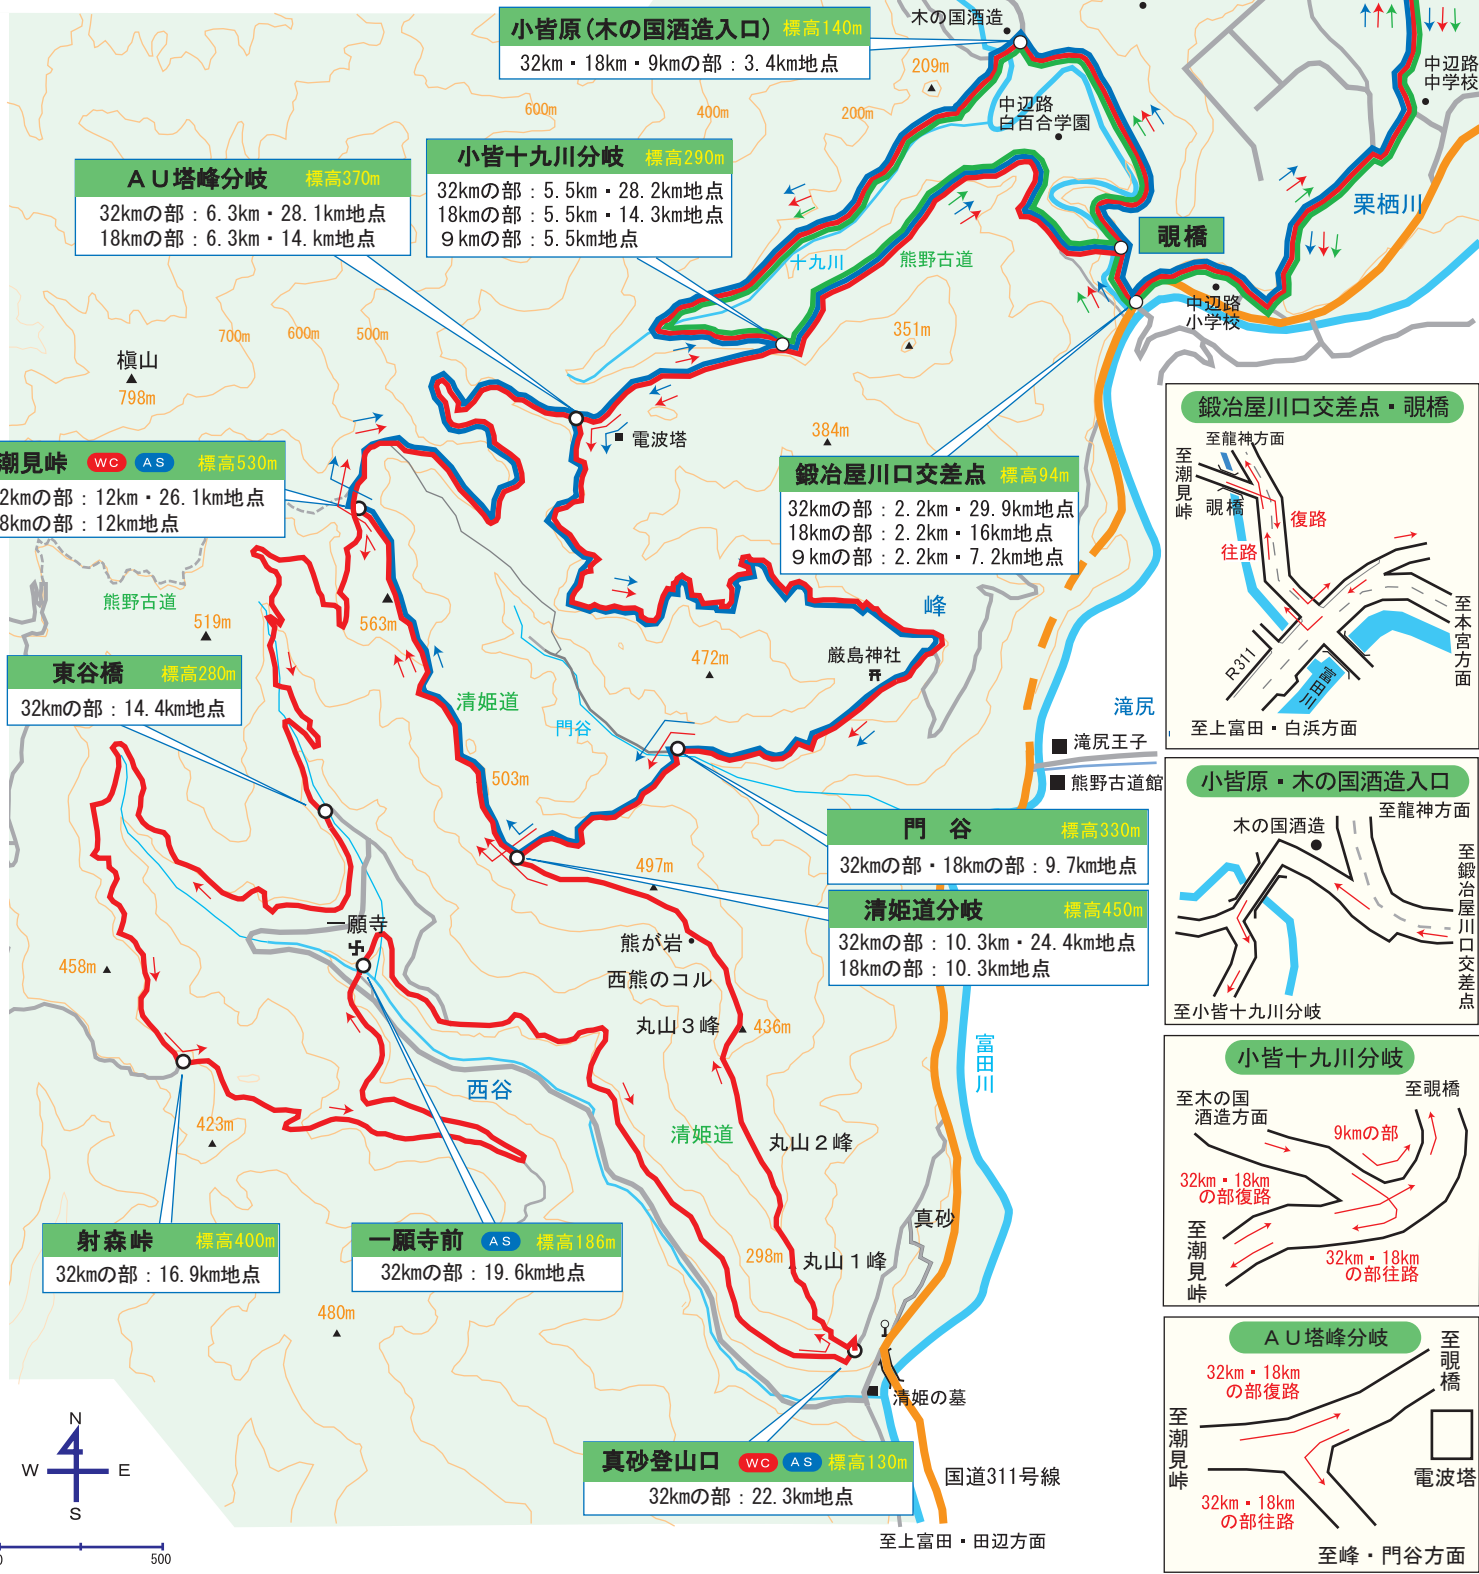 小皆原(木の国酒造入口) 標高140m
32km・18km・9kmの部：3.4km地点
木の国酒造
209m
中辺路
白百合学園
600m
400m
200m
中辺路
中学校
栗栖川
小皆十九川分岐 標高290m
32kmの部：5.5km・28.2km地点
18kmの部：5.5km・14.3km地点
９kmの部：5.5km地点
ＡＵ塔峰分岐 標高370m
32kmの部：6.3km・28.1km地点
18kmの部：6.3km・14.km地点
覗橋
十九川
熊野古道
中辺路
小学校
351m
700m
600m
500m
槇山
798m
384m
電波塔
潮見峠 WC AS 標高530m
2kmの部：12km・26.1km地点
8kmの部：12km地点
鍛冶屋川口交差点 標高94m
32kmの部：2.2km・29.9km地点
18kmの部：2.2km・16km地点
９kmの部：2.2km・7.2km地点
熊野古道
519m
563m
峰
472m
厳島神社
東谷橋 標高280m
32kmの部：14.4km地点
清姫道
門谷
503m
滝尻
滝尻王子
熊野古道館
門　谷 標高330m
32kmの部・18kmの部：9.7km地点
497m
清姫道分岐 標高450m
32kmの部：10.3km・24.4km地点
18kmの部：10.3km地点
一願寺
458m
熊が岩
西熊のコル
丸山３峰
436m
富田川
西谷
423m
清姫道
丸山２峰
真砂
射森峠 標高400m
32kmの部：16.9km地点
一願寺前 AS 標高186m
32kmの部：19.6km地点
298m
丸山１峰
480m
清姫の墓
真砂登山口 WC AS 標高130m
32kmの部：22.3km地点
国道311号線
至上富田・田辺方面
N
W
E
S
0
500
鍛冶屋川口交差点・覗橋
至龍神方面
至潮見峠
覗橋
復路
往路
R311
富田川
至本宮方面
至上富田・白浜方面
小皆原・木の国酒造入口
至龍神方面
木の国酒造
至鍛冶屋川口交差点
至小皆十九川分岐
小皆十九川分岐
至木の国
酒造方面
至覗橋
9kmの部
32km・18km
の部復路
至潮見峠
32km・18km
の部往路
ＡＵ塔峰分岐
32km・18km
の部復路
至覗橋
至潮見峠
電波塔
32km・18km
の部往路
至峰・門谷方面